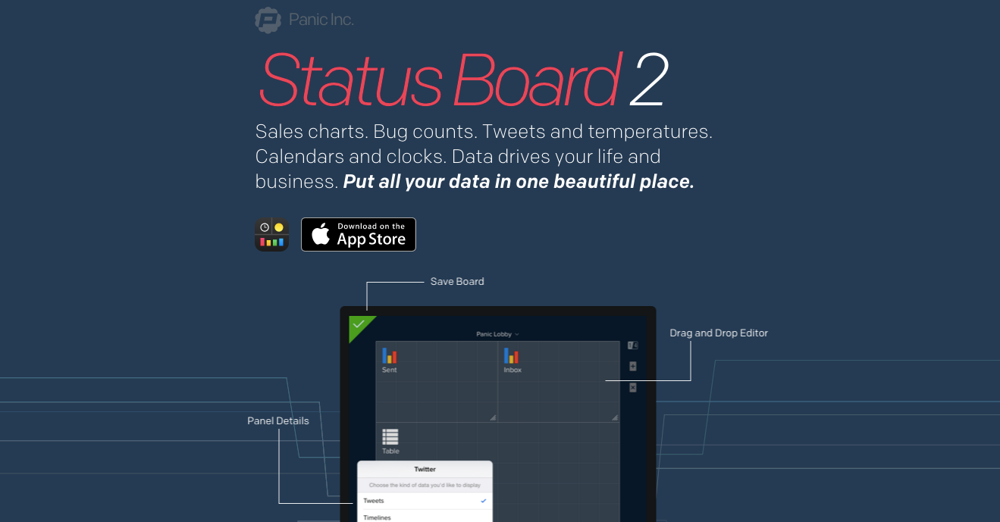 Panic Inc.
Status Board 2
Sales charts. Bug counts. Tweets and temperatures.
Calendars and clocks. Data drives your life and
business. Put all your data in one beautiful place.
Download on the
App Store
Save Board
Panic Lobby
Drag and Drop Editor
Sent
Inbox
Panel Details
Table
Twitter
Choose the kind of data you'd like to display
Tweets
Timelines